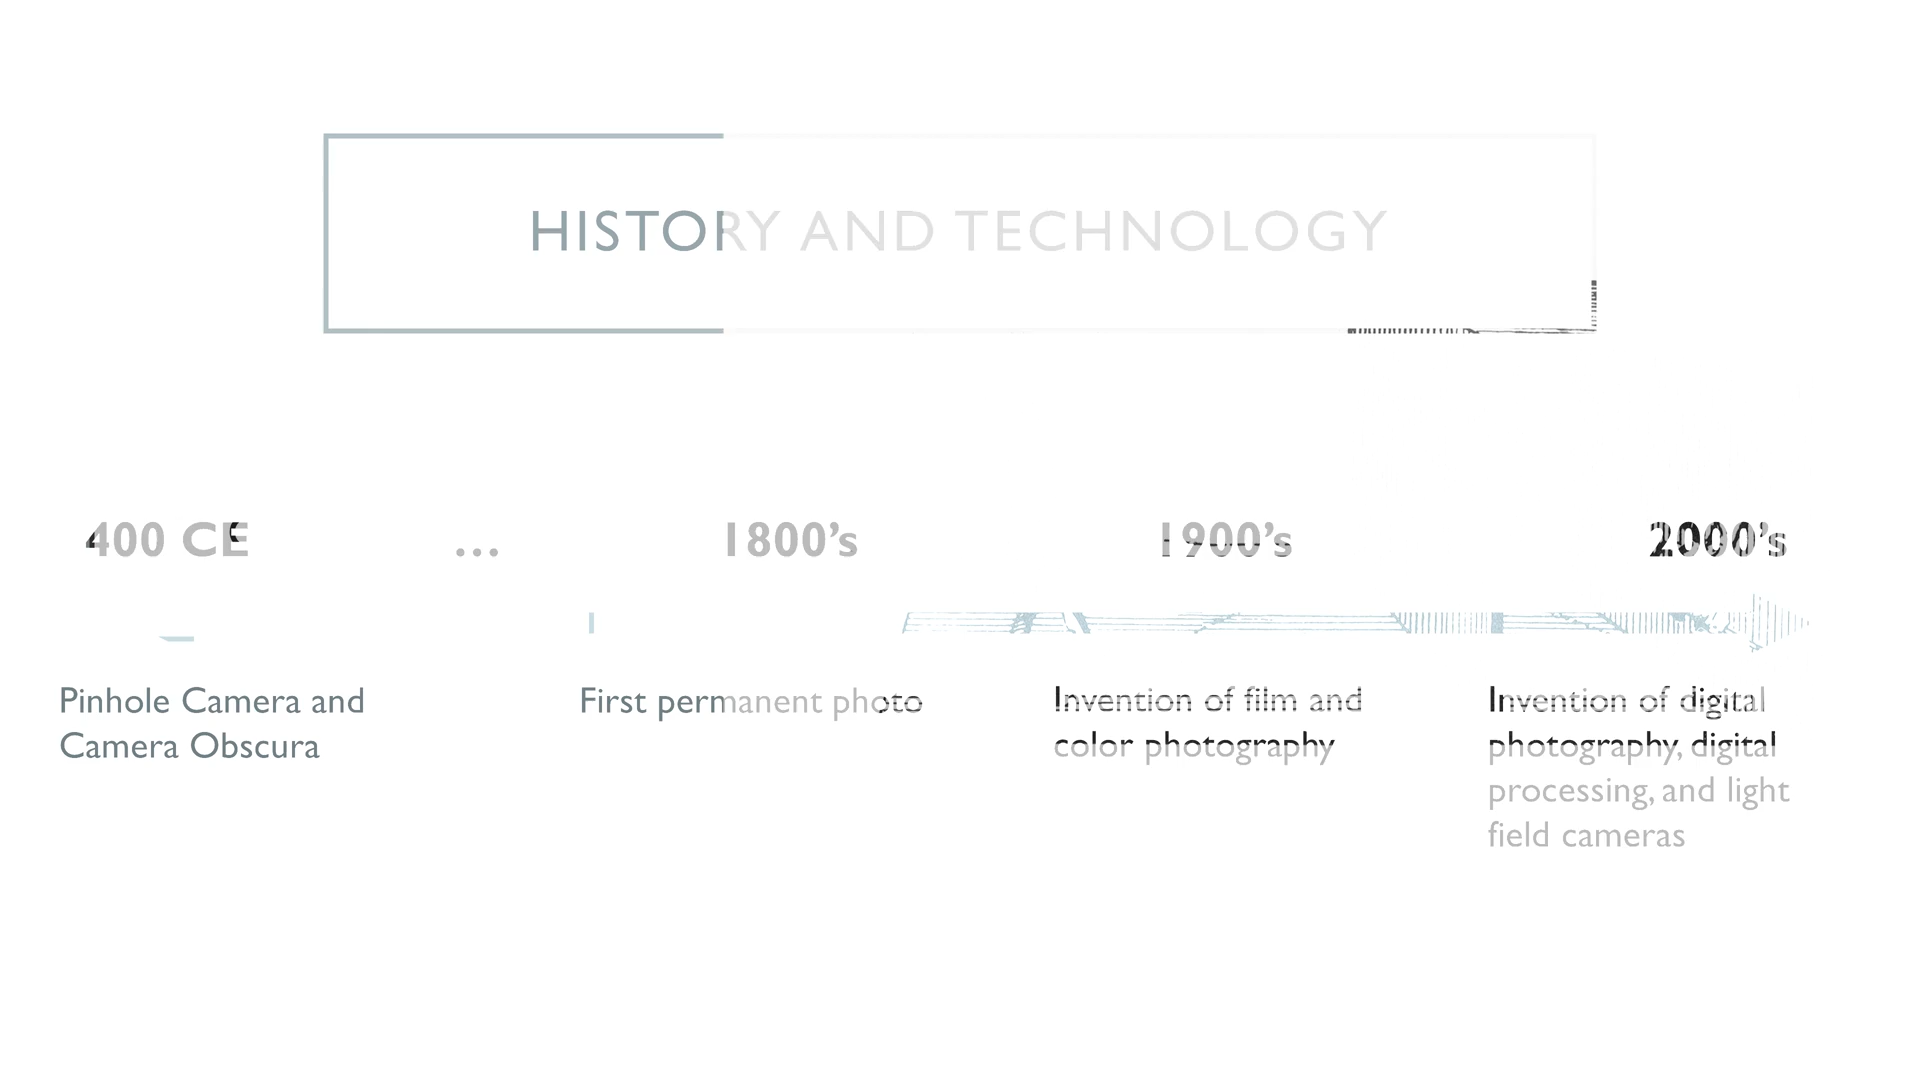 HISTORY AND TECHNOLOGY
400 CE
...
1800’s
1900’s
2000’s
Pinhole Camera and
Camera Obscura
First permanent photo
Invention of film and
color photography
Invention of digital
photography, digital
processing, and light
field cameras